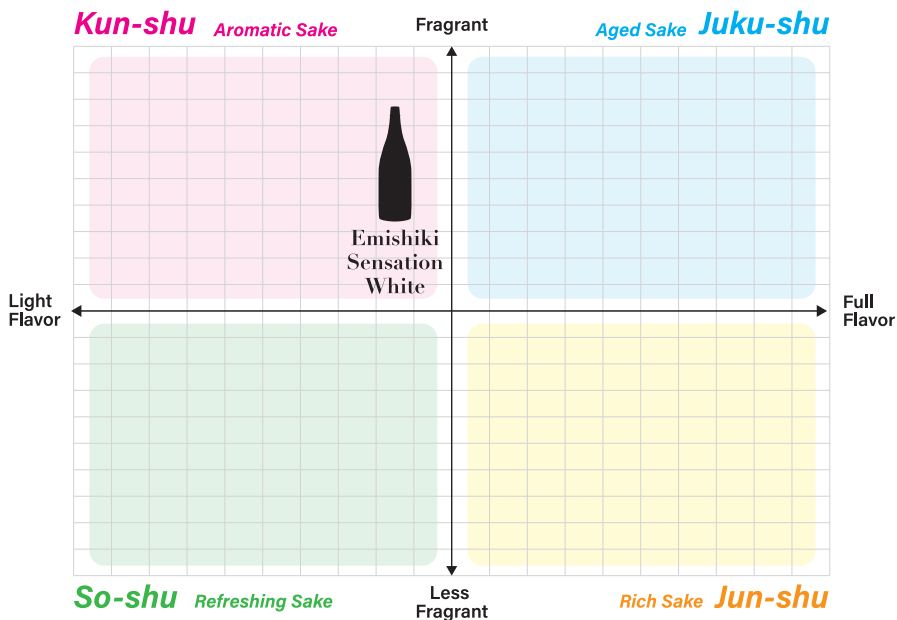 Kun-shu Aromatic Sake
Fragrant
Aged Sake Juku-shu
Emishiki
Sensation
White
Light
Flavor
Full
Flavor
So-shu Refreshing Sake
Less
Fragrant
Rich Sake Jun-shu